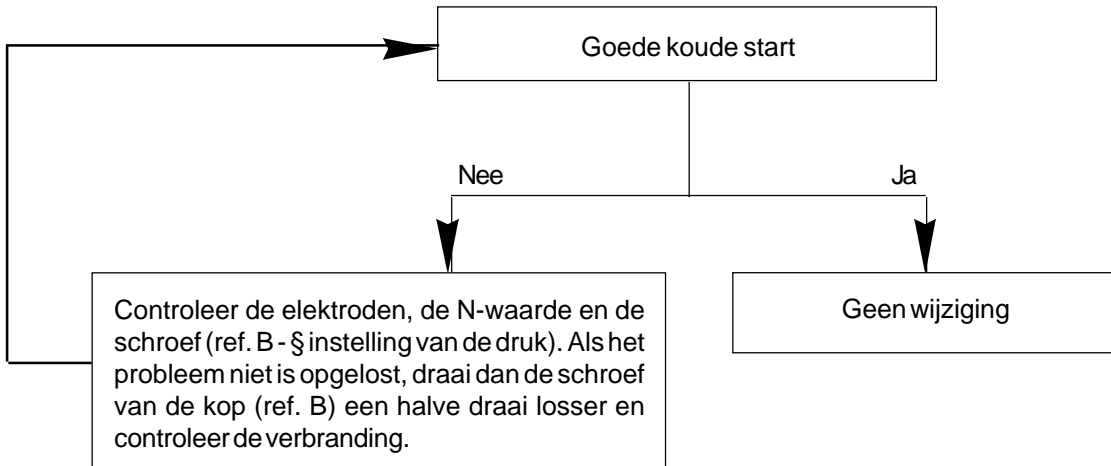 Goede koude start
Nee
Ja
Controleer de elektroden, de N-waarde en de
schroef (ref. B - § instelling van de druk). Als het
probleem niet is opgelost, draai dan de schroef
van de kop (ref. B) een halve draai losser en
controleer de verbranding.
Geen wijziging